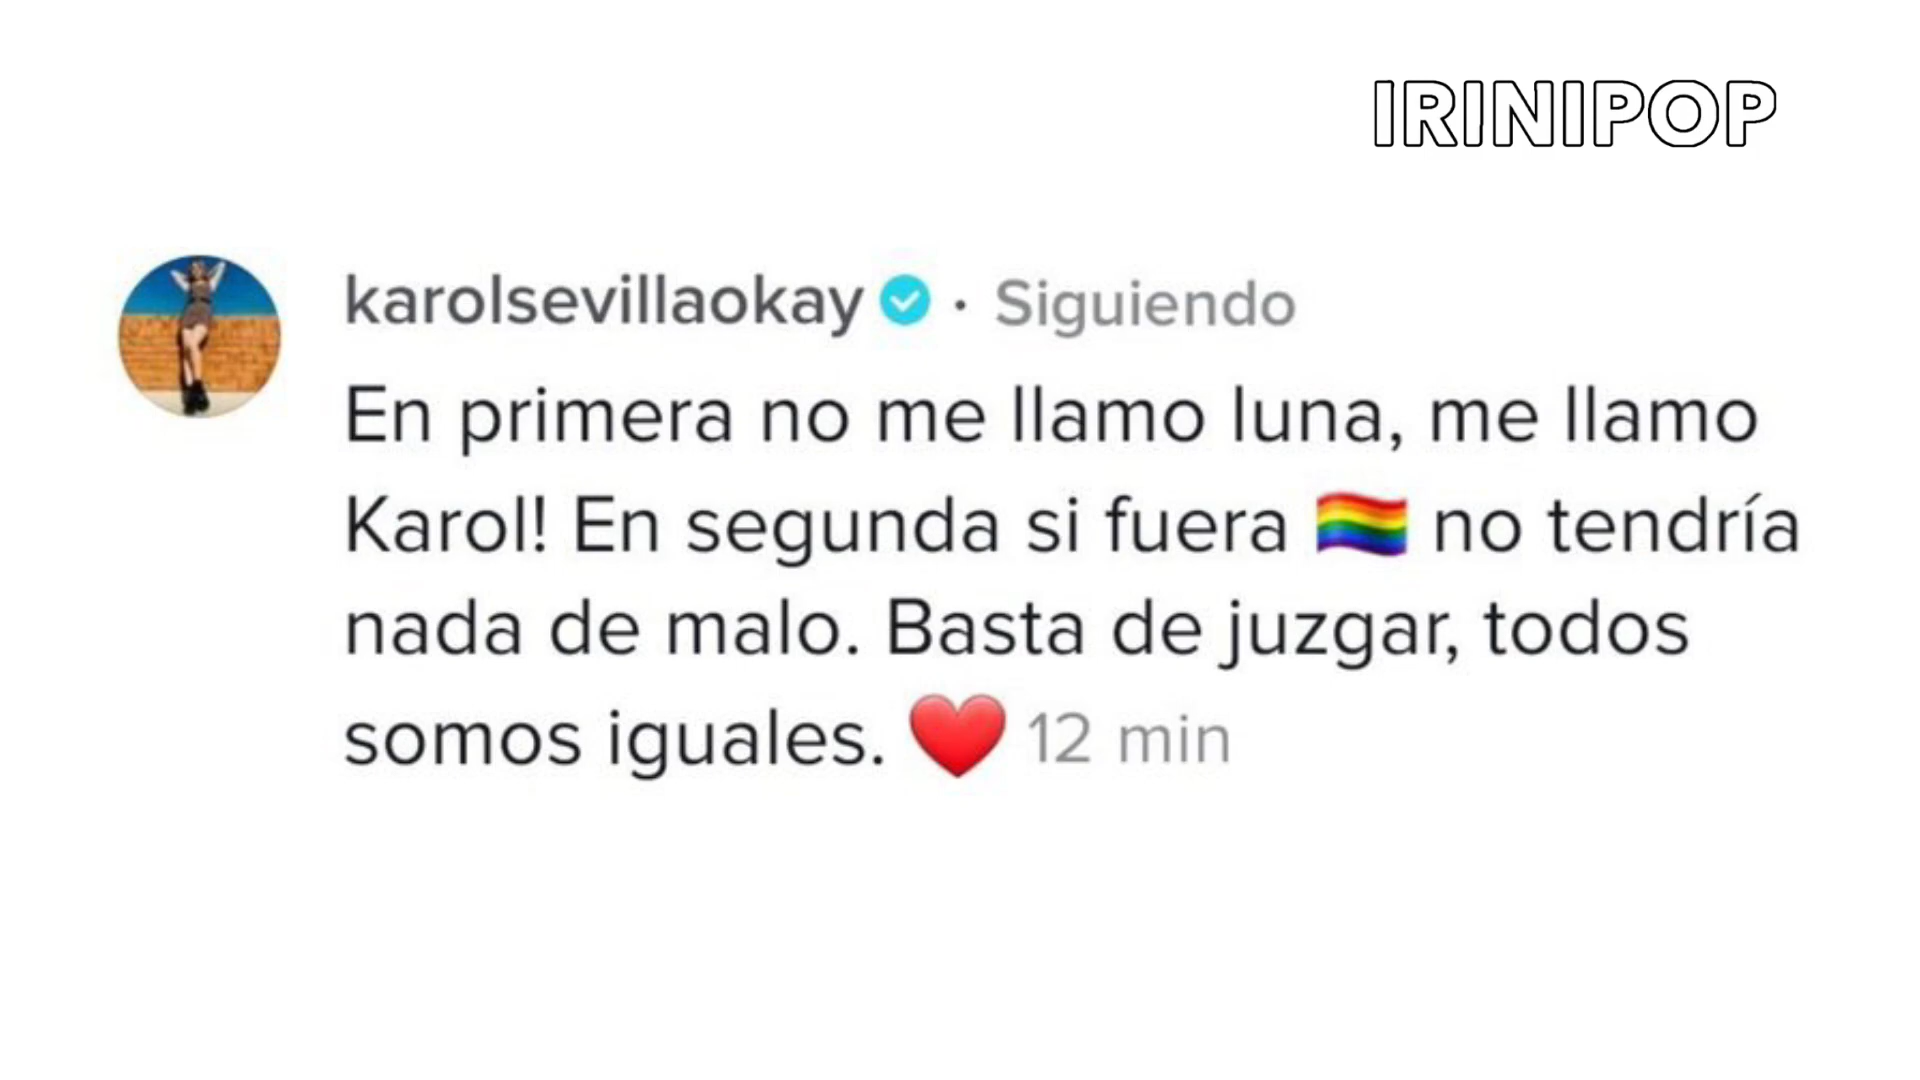 IRINIPOP
karolsevillaokay · Siguiendo
En primera no me llamo luna, me llamo
Karol! En segunda si fuera 🏳️‍🌈 no tendría
nada de malo. Basta de juzgar, todos
somos iguales. ❤️ 12 min